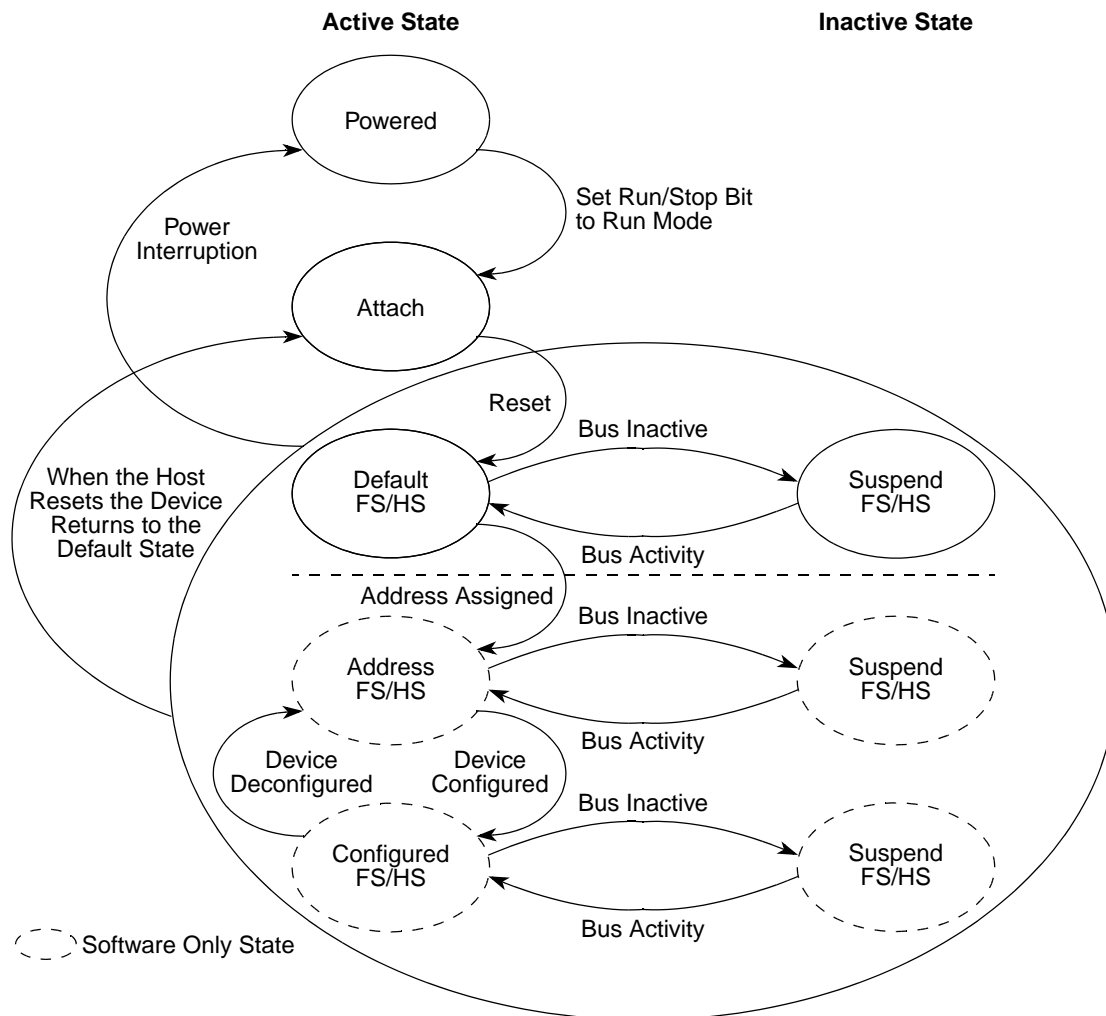 Active State
Inactive State
Powered
Set Run/Stop Bit
to Run Mode
Power
Interruption
Attach
Reset
Bus Inactive
When the Host
Resets the Device
Returns to the
Default State
Default
FS/HS
Suspend
FS/HS
Bus Activity
Address Assigned
Bus Inactive
Address
FS/HS
Suspend
FS/HS
Bus Activity
Device
Deconfigured
Device
Configured
Bus Inactive
Configured
FS/HS
Suspend
FS/HS
Bus Activity
Software Only State